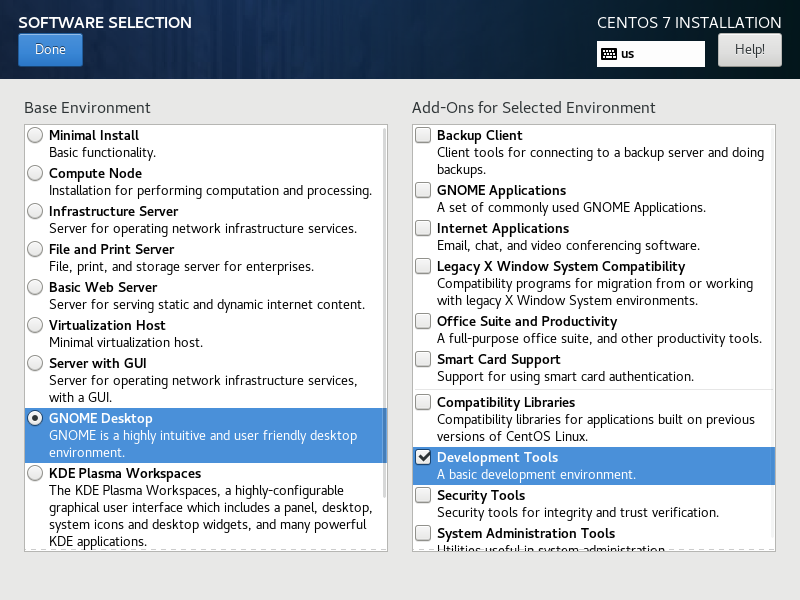 SOFTWARE SELECTION
Done
CENTOS 7 INSTALLATION
us
Help!
Base Environment
Minimal Install
Basic functionality.
Compute Node
Installation for performing computation and processing.
Infrastructure Server
Server for operating network infrastructure services.
File and Print Server
File, print, and storage server for enterprises.
Basic Web Server
Server for serving static and dynamic internet content.
Virtualization Host
Minimal virtualization host.
Server with GUI
Server for operating network infrastructure services,
with a GUI.
GNOME Desktop
GNOME is a highly intuitive and user friendly desktop
environment.
KDE Plasma Workspaces
The KDE Plasma Workspaces, a highly-configurable
graphical user interface which includes a panel, desktop,
system icons and desktop widgets, and many powerful
KDE applications.
Add-Ons for Selected Environment
Backup Client
Client tools for connecting to a backup server and doing
backups.
GNOME Applications
A set of commonly used GNOME Applications.
Internet Applications
Email, chat, and video conferencing software.
Legacy X Window System Compatibility
Compatibility programs for migration from or working
with legacy X Window System environments.
Office Suite and Productivity
A full-purpose office suite, and other productivity tools.
Smart Card Support
Support for using smart card authentication.
Compatibility Libraries
Compatibility libraries for applications built on previous
versions of CentOS Linux.
Development Tools
A basic development environment.
Security Tools
Security tools for integrity and trust verification.
System Administration Tools
Utilities useful in system administration.